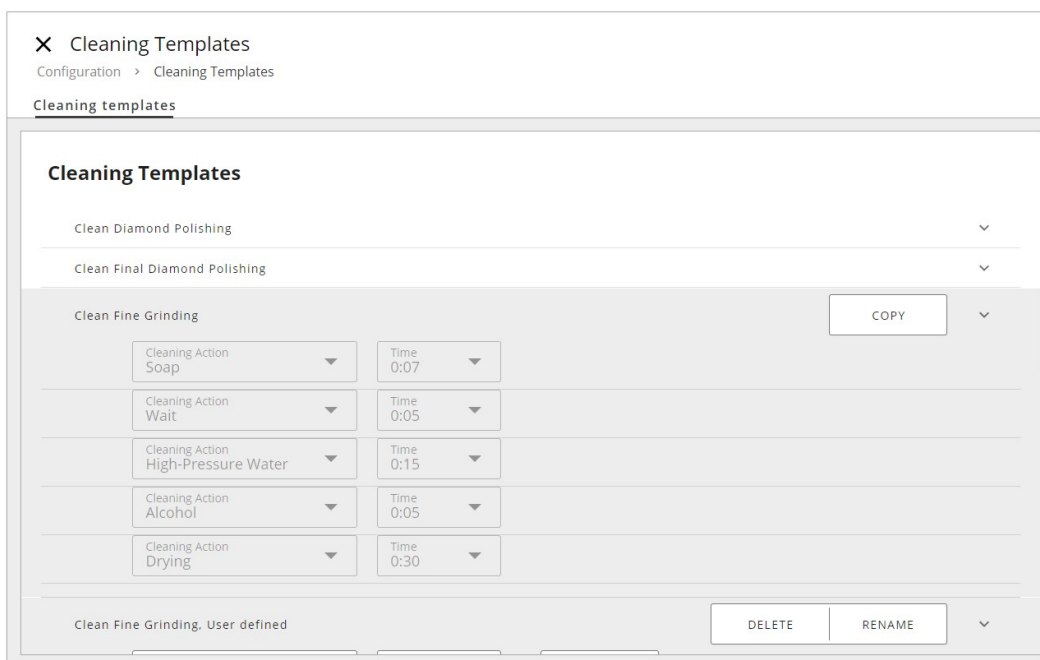 Cleaning Templates
Configuration > Cleaning Templates
Cleaning templates
Cleaning Templates
Clean Diamond Polishing
Clean Final Diamond Polishing
Clean Fine Grinding COPY
Cleaning Action Time
Soap 0:07
Cleaning Action Time
Wait 0:05
Cleaning Action Time
High-Pressure Water 0:15
Cleaning Action Time
Alcohol 0:05
Cleaning Action Time
Drying 0:30
Clean Fine Grinding, User defined DELETE RENAME